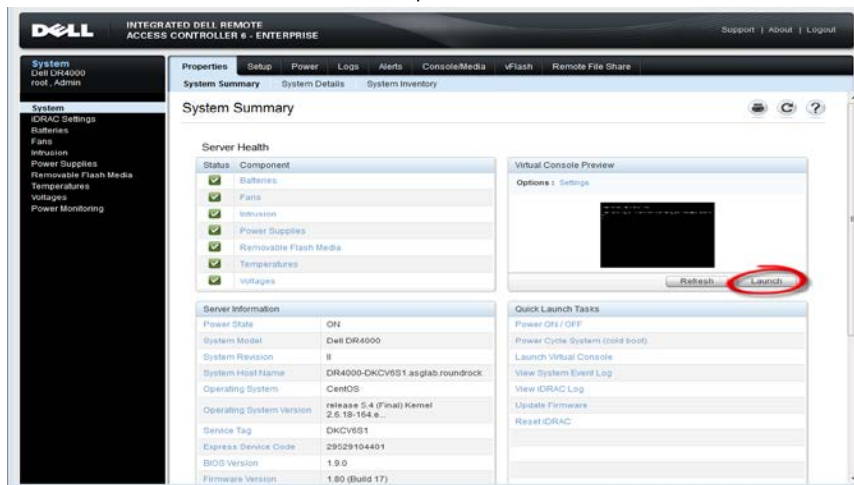 DELL
INTEGRATED DELL REMOTE
ACCESS CONTROLLER 6 - ENTERPRISE
Support | About | Logout
System
Dell DR4000
root , Admin
Properties Setup Power Logs Alerts Console/Media vFlash Remote File Share
System Summary System Details System Inventory
System
iDRAC Settings
Batteries
Fans
Intrusion
Power Supplies
Removable Flash Media
Temperatures
Voltages
Power Monitoring
System Summary
Server Health
Status Component
Batteries
Fans
Intrusion
Power Supplies
Removable Flash Media
Temperatures
Voltages
Virtual Console Preview
Options : Settings
Refresh Launch
Server Information
Power State ON
System Model Dell DR4000
System Revision II
System Host Name DR4000-DKCV6S1.asglab.roundrock
Operating System CentOS
Operating System Version release 5.4 (Final) Kernel
2.6.18-164.e...
Service Tag DKCV6S1
Express Service Code 29529104401
BIOS Version 1.9.0
Firmware Version 1.80 (Build 17)
Quick Launch Tasks
Power ON / OFF
Power Cycle System (cold boot)
Launch Virtual Console
View System Event Log
View iDRAC Log
Update Firmware
Reset iDRAC